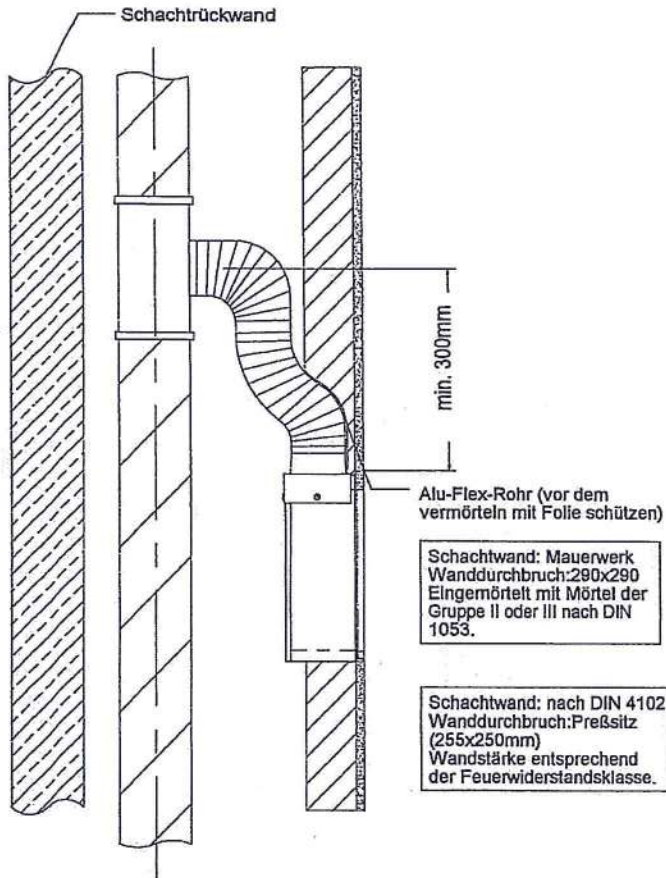 Schachtrückwand
min. 300mm
Alu-Flex-Rohr (vor dem
vermörteln mit Folie schützen)
Schachtwand: Mauerwerk
Wanddurchbruch:290x290
Eingemörtelt mit Mörtel der
Gruppe II oder III nach DIN
1053.
Schachtwand: nach DIN 4102
Wanddurchbruch:Preßsitz
(255x250mm)
Wandstärke entsprechend
der Feuerwiderstandsklasse.